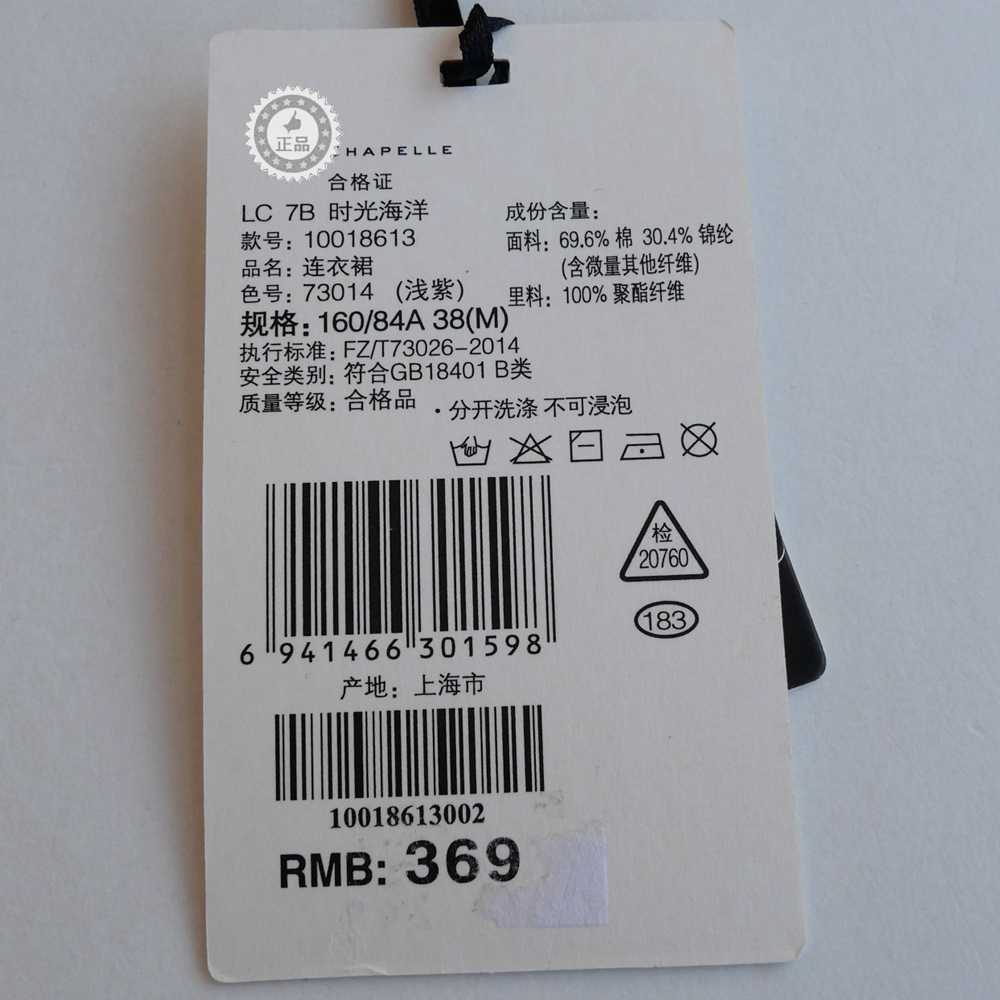 正品
CHAPELLE
合格证
LC 7B 时光海洋
款号：10018613
品名：连衣裙
色号：73014 （浅紫）
规格：160/84A 38(M)
执行标准：FZ/T73026-2014
安全类别：符合GB18401 B类
质量等级：合格品
成份含量：
面料：69.6% 棉 30.4% 锦纶
(含微量其他纤维)
里料：100% 聚酯纤维
·分开洗涤 不可浸泡
检
20760
183
6 941466 301598
产地：上海市
10018613002
RMB: 369